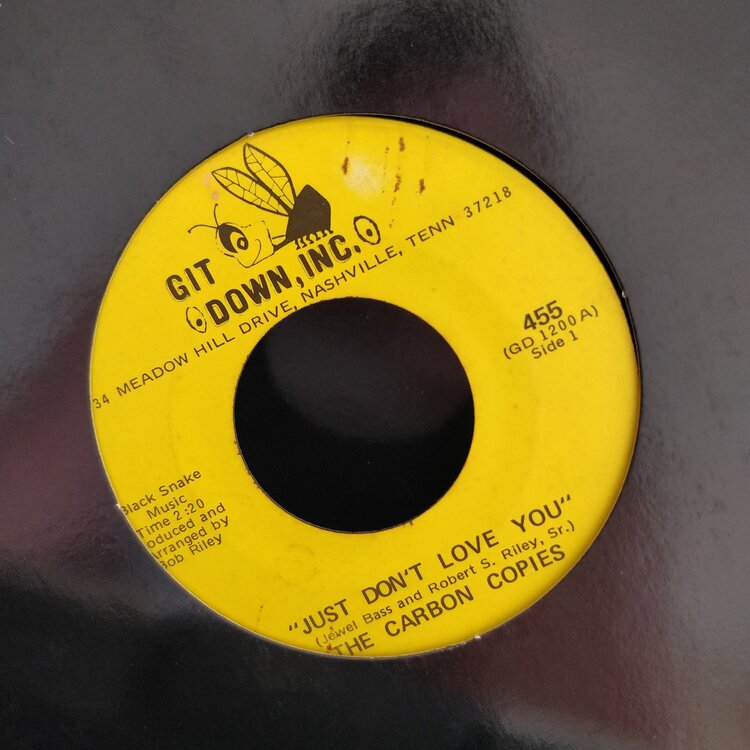 GIT
DOWN, INC.
34 MEADOW HILL DRIVE, NASHVILLE, TENN 37218
455
(GD 1200 A)
Side 1
Black Snake
Music
Time 2:20
oduced and
Arranged by
Bob Riley
"JUST DON'T LOVE YOU"
(Jewel Bass and Robert S. Riley, Sr.)
THE CARBON COPIES